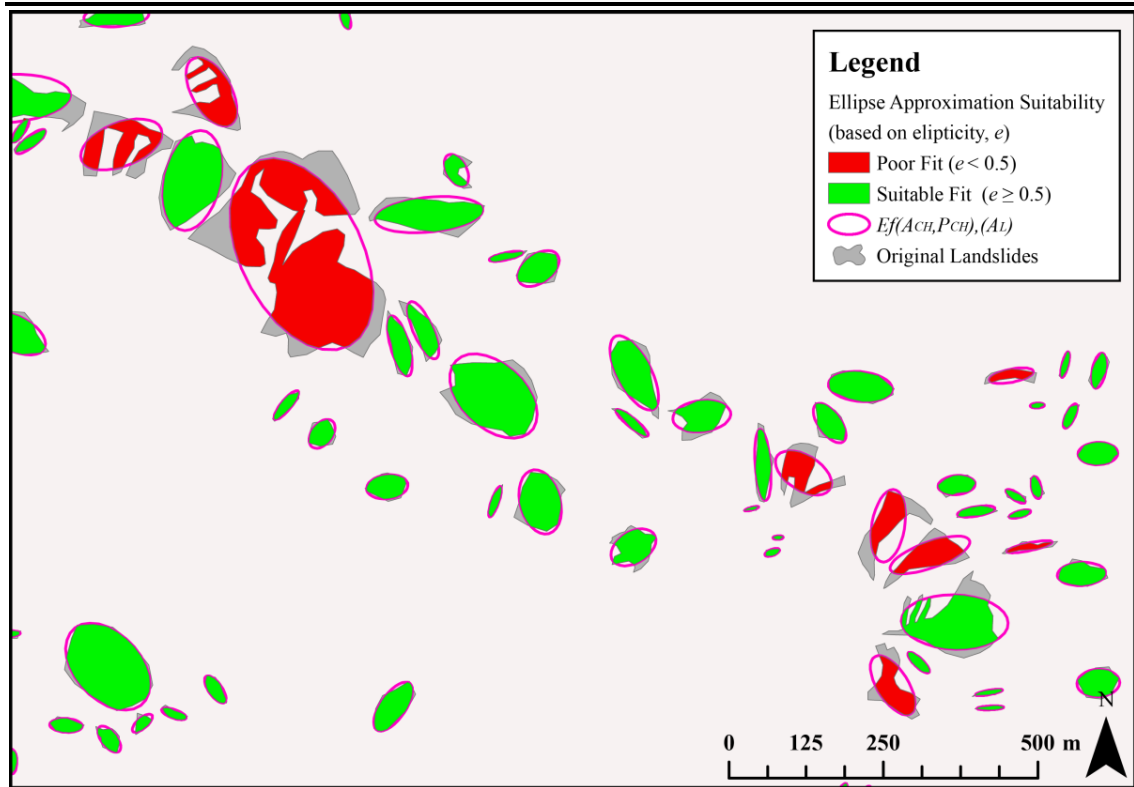 Legend
Ellipse Approximation Suitability
(based on elipticity, e)
Poor Fit (e < 0.5)
Suitable Fit (e ≥ 0.5)
Ef(ACH,PCH),(AL)
Original Landslides
N
0 125 250 500 m